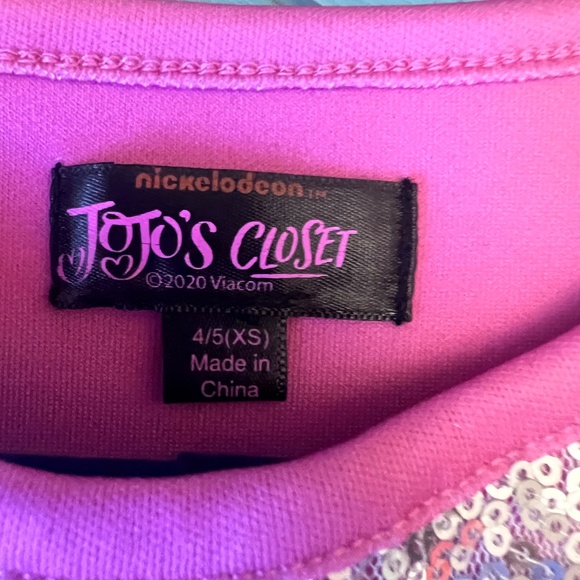 nickelodeon™
JoJo's Closet
©2020 Viacom
4/5(XS)
Made in
China